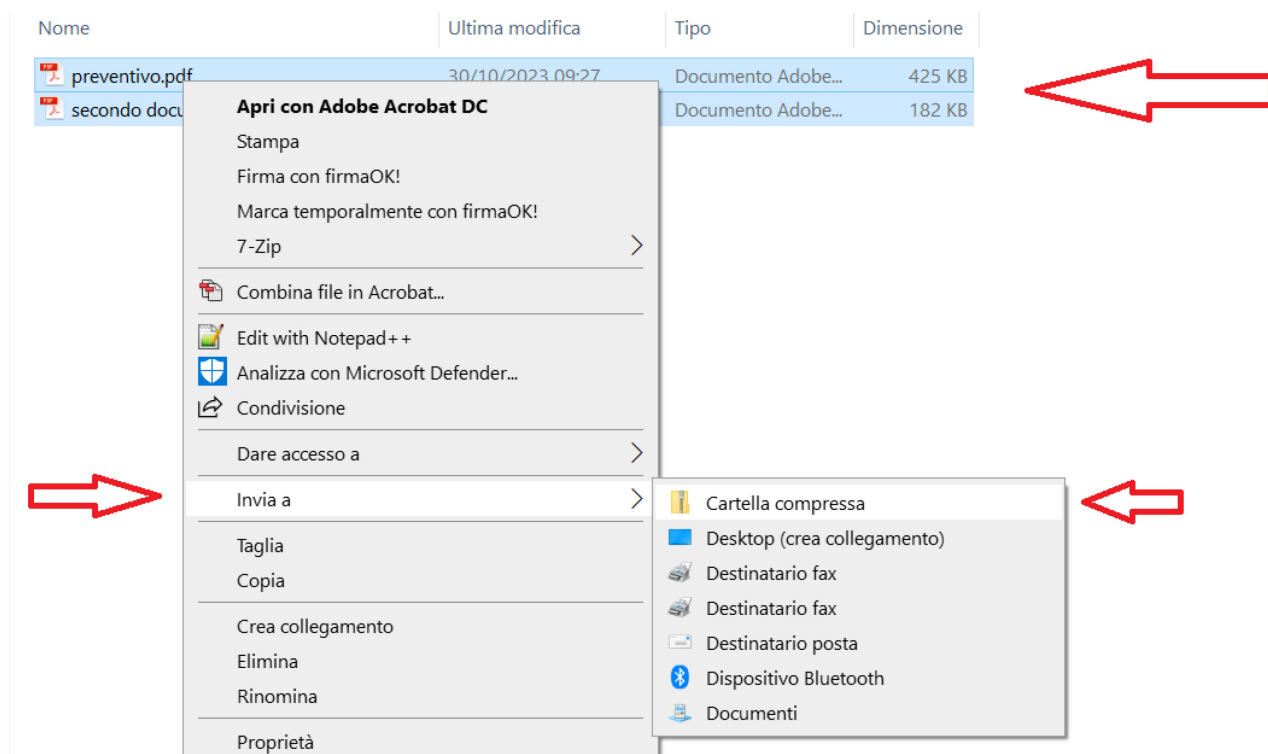 Nome Ultima modifica Tipo Dimensione
preventivo.pdf 30/10/2023 09:27 Documento Adobe... 425 KB
secondo docu Documento Adobe... 182 KB
Apri con Adobe Acrobat DC
Stampa
Firma con firmaOK!
Marca temporalmente con firmaOK!
7-Zip
Combina file in Acrobat...
Edit with Notepad++
Analizza con Microsoft Defender...
Condivisione
Dare accesso a
Invia a
Taglia
Copia
Crea collegamento
Elimina
Rinomina
Proprietà
Cartella compressa
Desktop (crea collegamento)
Destinatario fax
Destinatario fax
Destinatario posta
Dispositivo Bluetooth
Documenti